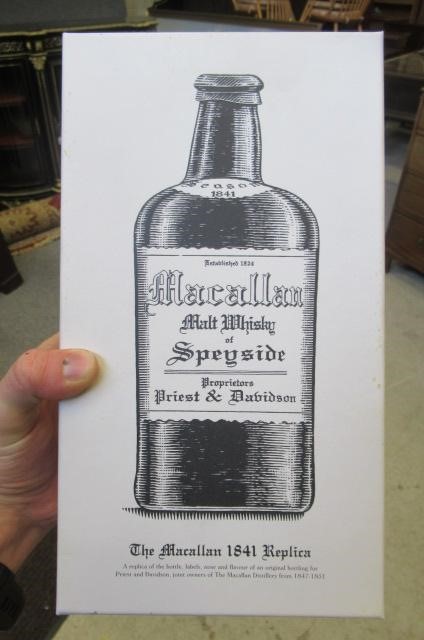 Season
1841
Established 1824
Macallan
Malt Whisky
of
Speyside
Proprietors
Priest & Davidson
The Macallan 1841 Replica
A replica of the bottle, labels, nose and flavour of an original bottling for
Priest and Davidson, joint owners of The Macallan Distillery from 1847-1851